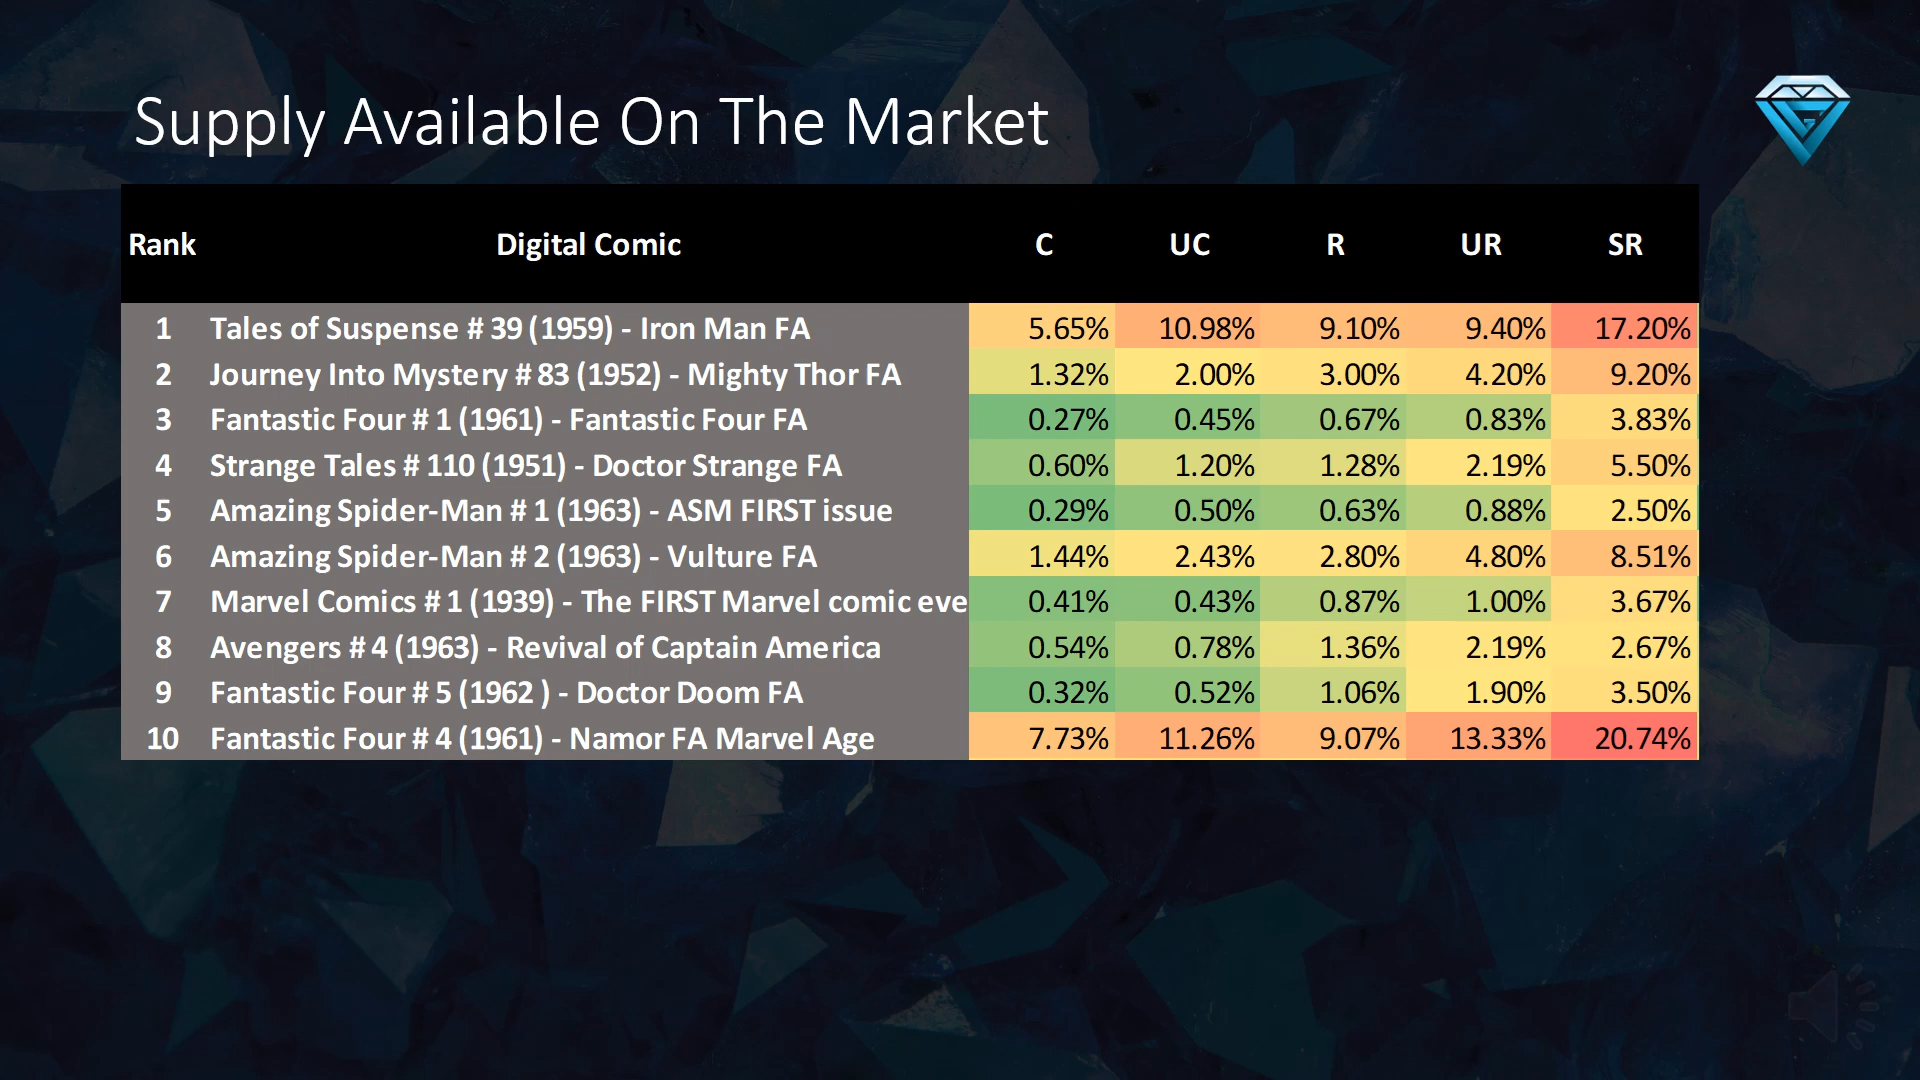 Supply Available On The Market
Rank Digital Comic C UC R UR SR
1 Tales of Suspense # 39 (1959) - Iron Man FA 5.65% 10.98% 9.10% 9.40% 17.20%
2 Journey Into Mystery # 83 (1952) - Mighty Thor FA 1.32% 2.00% 3.00% 4.20% 9.20%
3 Fantastic Four # 1 (1961) - Fantastic Four FA 0.27% 0.45% 0.67% 0.83% 3.83%
4 Strange Tales # 110 (1951) - Doctor Strange FA 0.60% 1.20% 1.28% 2.19% 5.50%
5 Amazing Spider-Man # 1 (1963) - ASM FIRST issue 0.29% 0.50% 0.63% 0.88% 2.50%
6 Amazing Spider-Man # 2 (1963) - Vulture FA 1.44% 2.43% 2.80% 4.80% 8.51%
7 Marvel Comics # 1 (1939) - The FIRST Marvel comic eve 0.41% 0.43% 0.87% 1.00% 3.67%
8 Avengers # 4 (1963) - Revival of Captain America 0.54% 0.78% 1.36% 2.19% 2.67%
9 Fantastic Four # 5 (1962 ) - Doctor Doom FA 0.32% 0.52% 1.06% 1.90% 3.50%
10 Fantastic Four # 4 (1961) - Namor FA Marvel Age 7.73% 11.26% 9.07% 13.33% 20.74%